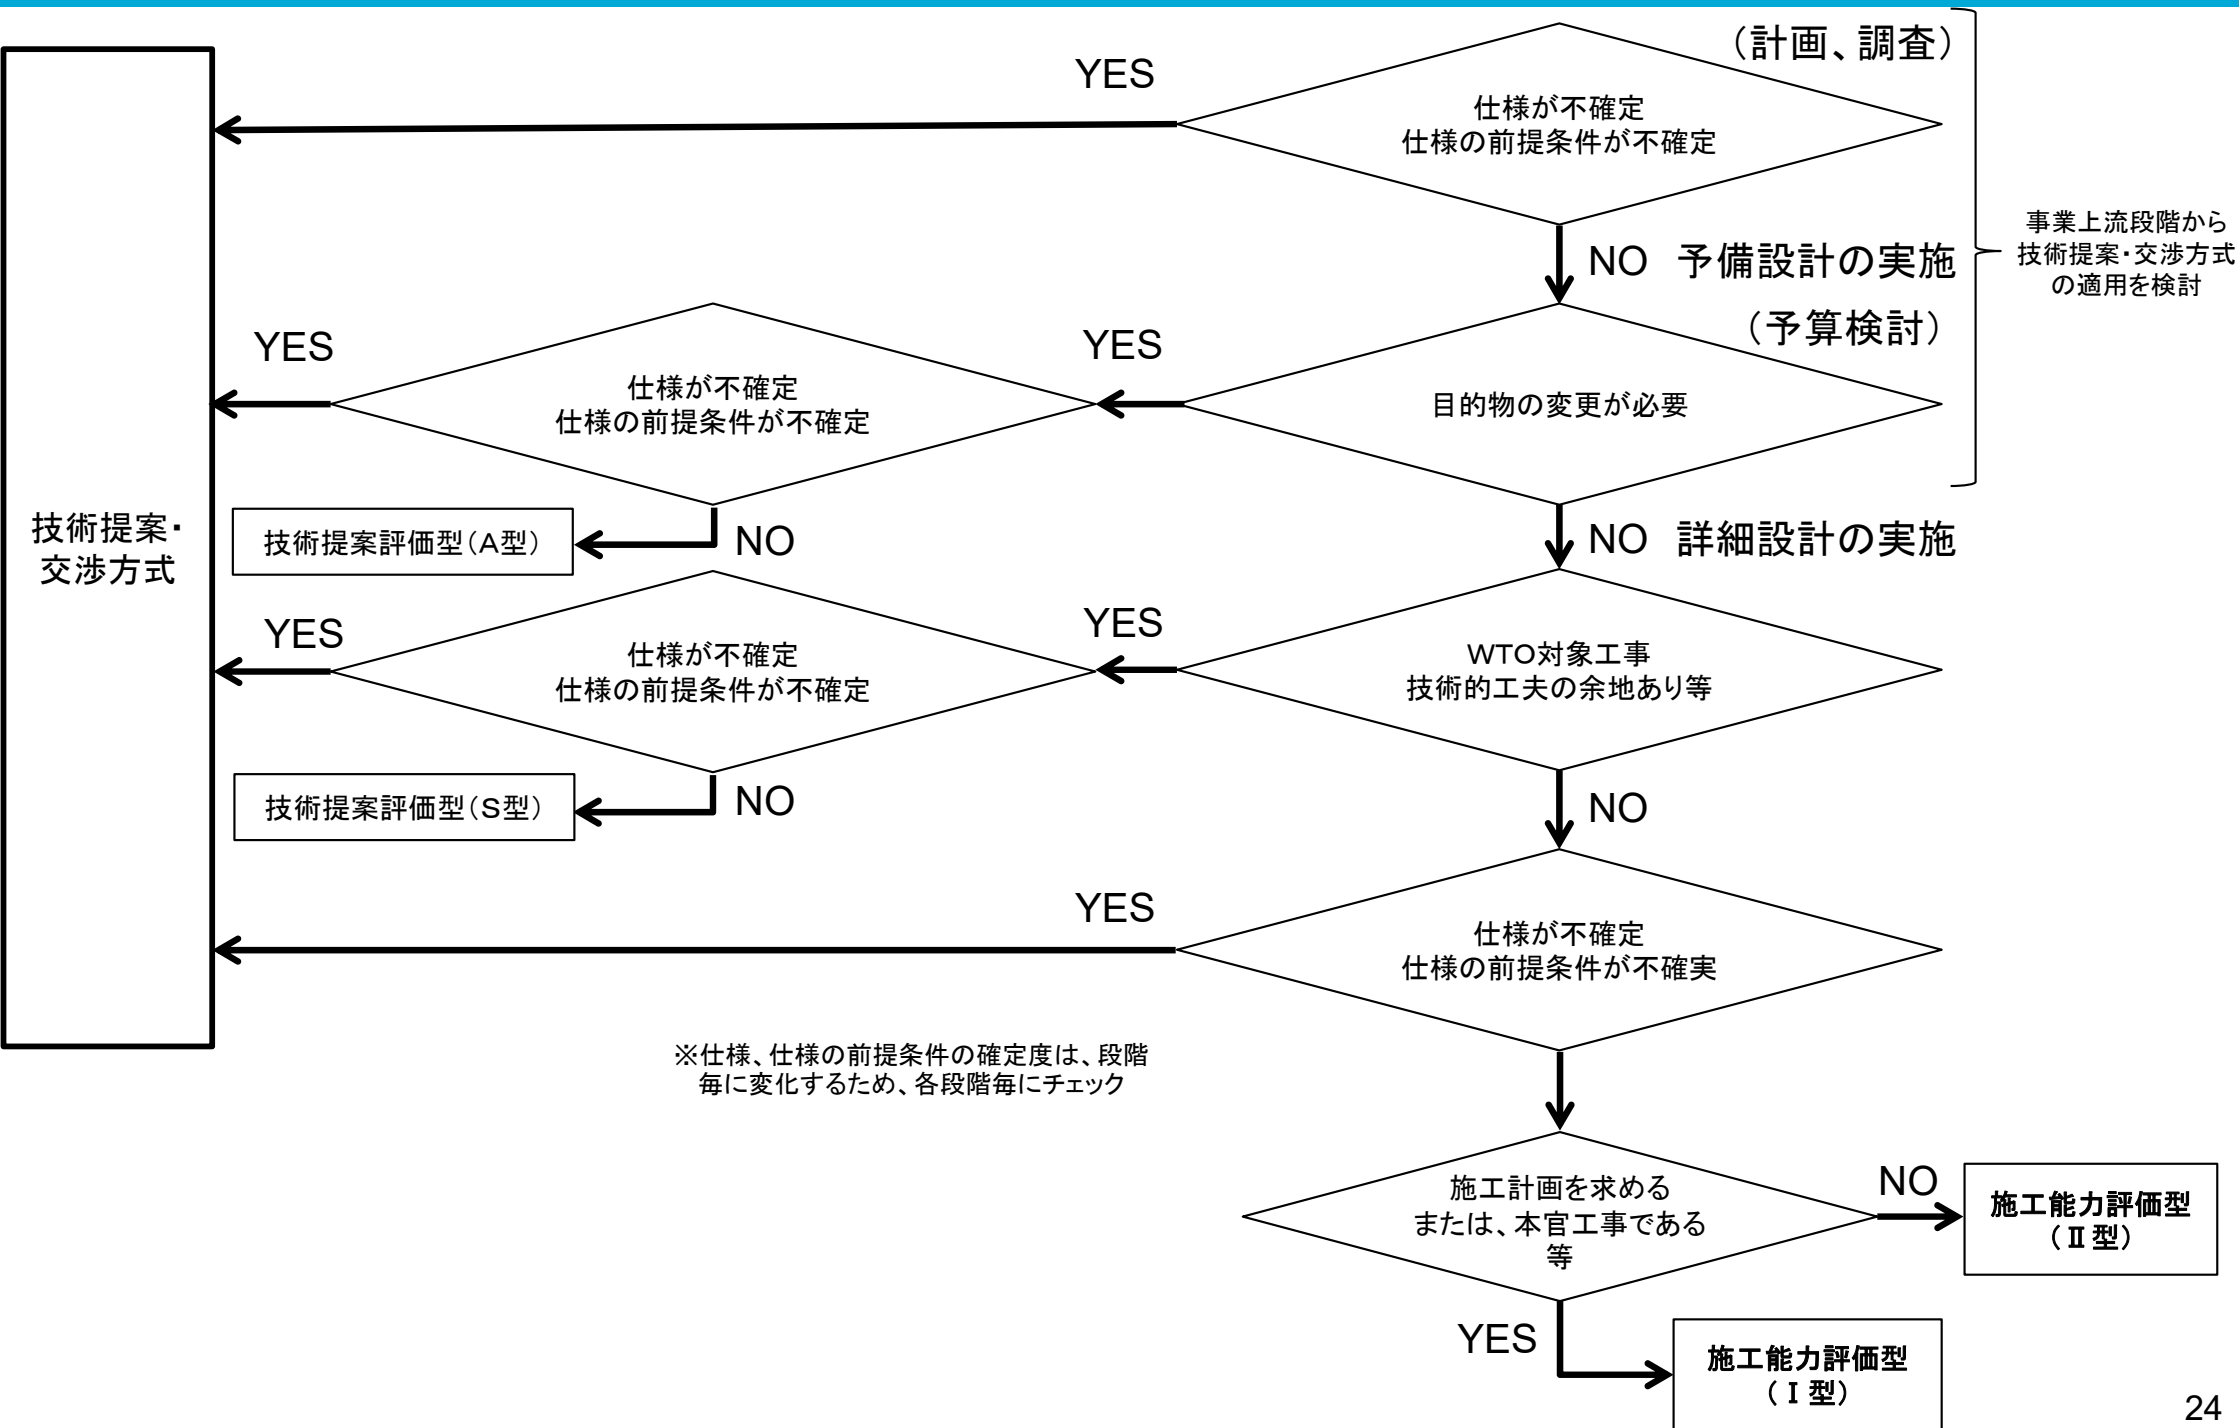 （計画、調査）
YES
仕様が不確定
仕様の前提条件が不確定
事業上流段階から
技術提案・交渉方式
の適用を検討
NO 予備設計の実施
（予算検討）
YES
YES
仕様が不確定
仕様の前提条件が不確定
目的物の変更が必要
技術提案・
交渉方式
技術提案評価型（A型）
NO
NO 詳細設計の実施
YES
YES
仕様が不確定
仕様の前提条件が不確定
WTO対象工事
技術的工夫の余地あり等
技術提案評価型（S型）
NO
NO
YES
仕様が不確定
仕様の前提条件が不確実
※仕様、仕様の前提条件の確定度は、段階
毎に変化するため、各段階毎にチェック
施工計画を求める
または、本官工事である
等
NO
施工能力評価型
（Ⅱ型）
YES
施工能力評価型
（Ⅰ型）
24